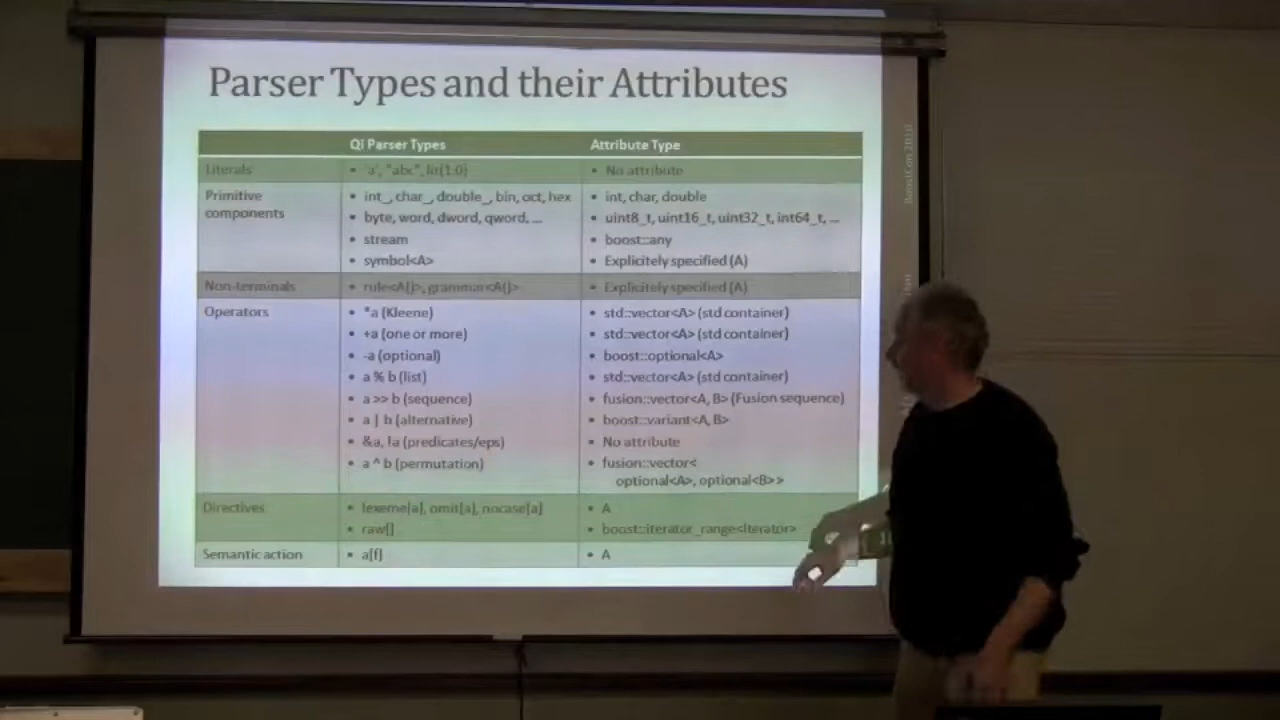 Parser Types and their Attributes
Qi Parser Types Attribute Type
Literals • 'a', "abc", lit(1.0) • No attribute
Primitive components • int_, char_, double_, bin, oct, hex • int, char, double
• byte, word, dword, qword, ... • uint8_t, uint16_t, uint32_t, int64_t, ...
• stream • boost::any
• symbol<A> • Explicitely specified (A)
Non-terminals • rule<A()>, grammar<A()> • Explicitely specified (A)
Operators • *a (Kleene) • std::vector<A> (std container)
• +a (one or more) • std::vector<A> (std container)
• -a (optional) • boost::optional<A>
• a % b (list) • std::vector<A> (std container)
• a >> b (sequence) • fusion::vector<A, B> (Fusion sequence)
• a | b (alternative) • boost::variant<A, B>
• &a, !a (predicates/eps) • No attribute
• a ^ b (permutation) • fusion::vector<
optional<A>, optional<B> >
Directives • lexeme[a], omit[a], nocase[a] • A
• raw[] • boost::iterator_range<Iterator>
Semantic action • a[f] • A
BoostCon 2010